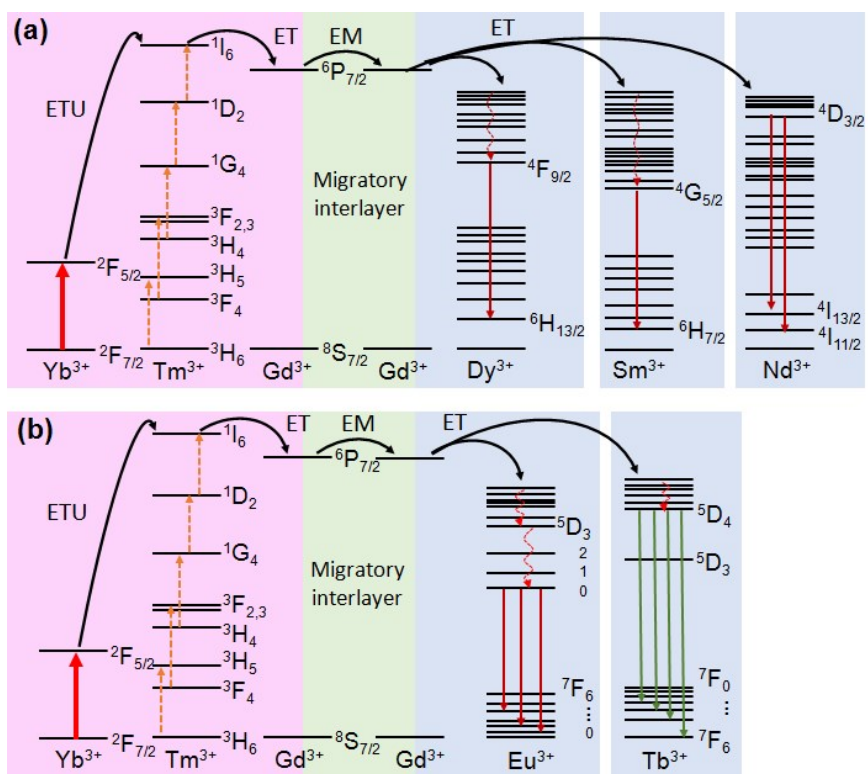 (a)
ETU
ET
EM
ET
¹I₆
¹D₂
¹G₄
³F₂,₃
³H₄
³H₅
³F₄
³H₆
²F₅/₂
²F₇/₂
⁶P₇/₂
⁸S₇/₂
Migratory
interlayer
⁴F₉/₂
⁶H₁₃/₂
⁴G₅/₂
⁶H₇/₂
⁴D₃/₂
⁴I₁₃/₂
⁴I₁₁/₂
Yb³⁺
Tm³⁺
Gd³⁺
Gd³⁺
Dy³⁺
Sm³⁺
Nd³⁺
(b)
ETU
ET
EM
ET
¹I₆
¹D₂
¹G₄
³F₂,₃
³H₄
³H₅
³F₄
³H₆
²F₅/₂
²F₇/₂
⁶P₇/₂
⁸S₇/₂
Migratory
interlayer
⁵D₃
2
1
0
⁷F₆
⋮
0
⁵D₄
⁵D₃
⁷F₀
⋮
⁷F₆
Yb³⁺
Tm³⁺
Gd³⁺
Gd³⁺
Eu³⁺
Tb³⁺